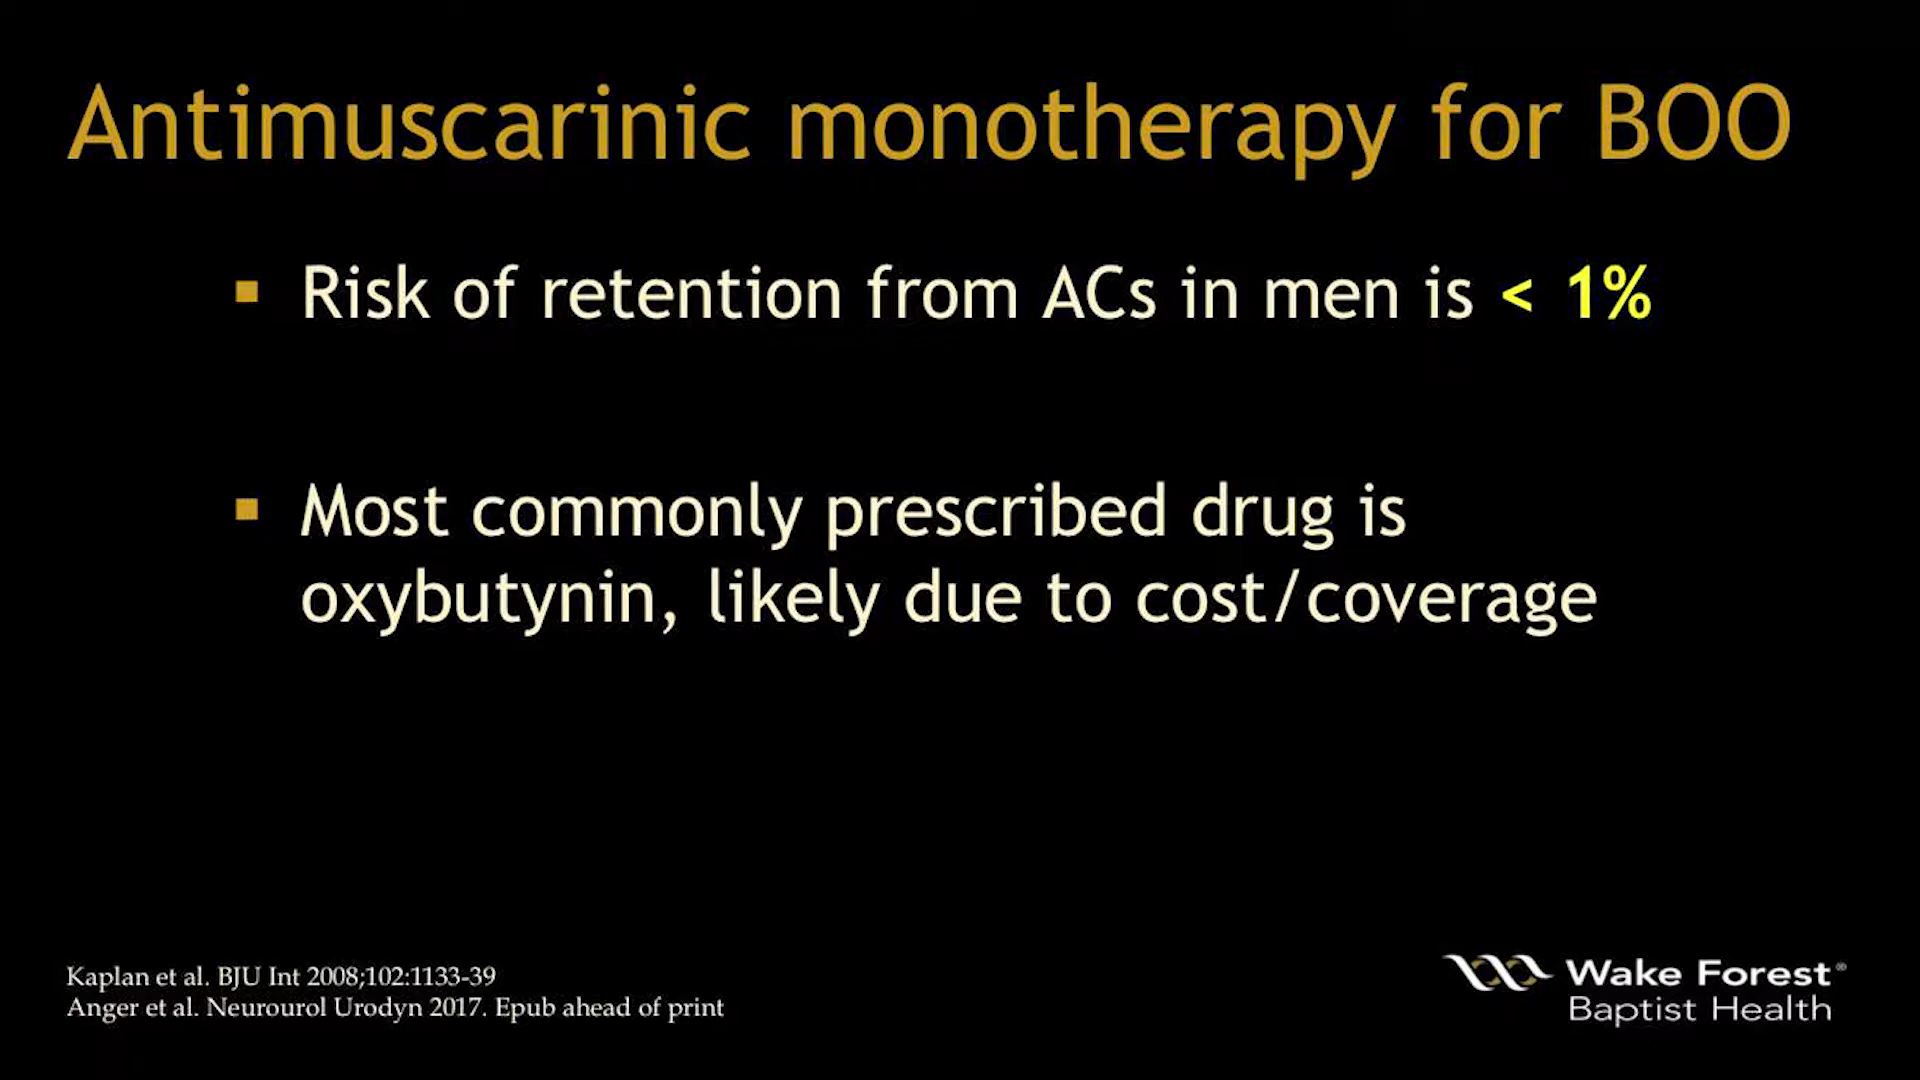 Antimuscarinic monotherapy for BOO
▪ Risk of retention from ACs in men is < 1%
▪ Most commonly prescribed drug is
oxybutynin, likely due to cost/coverage
Kaplan et al. BJU Int 2008;102:1133-39
Anger et al. Neurourol Urodyn 2017. Epub ahead of print
Wake Forest®
Baptist Health